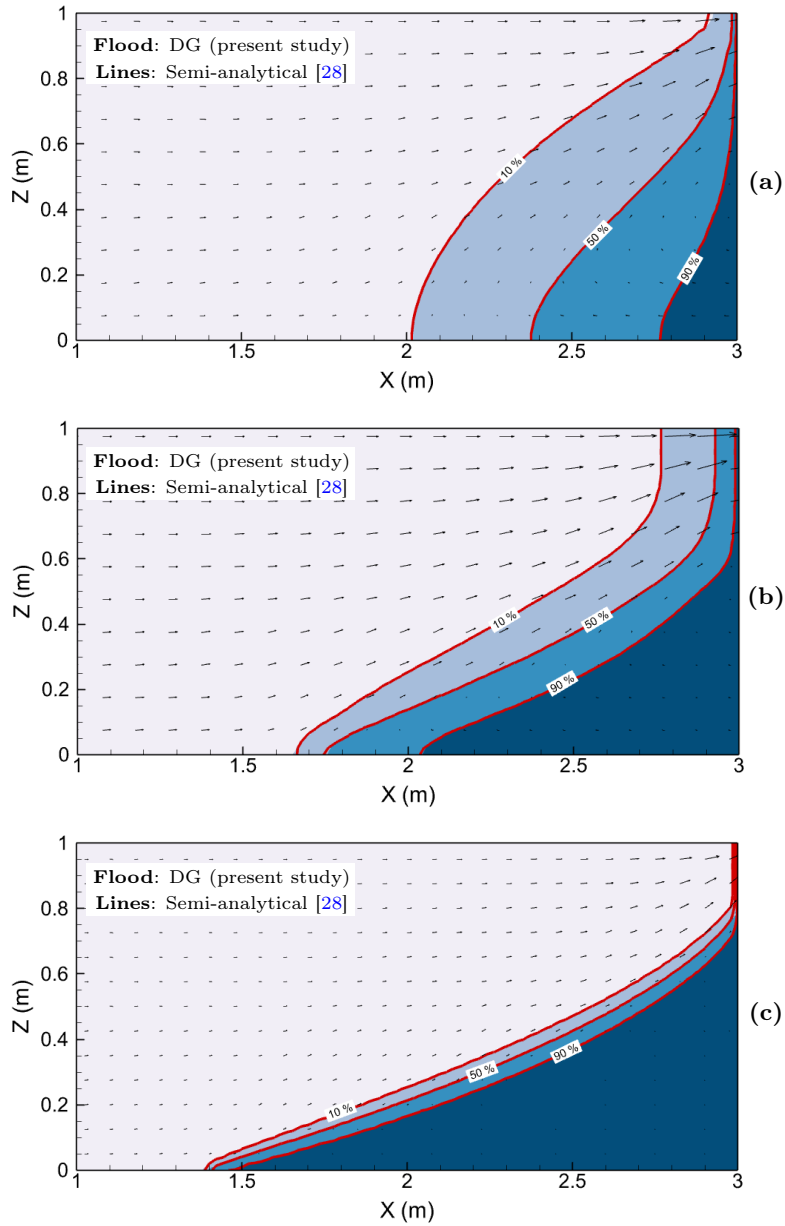 1
0.8
0.6
0.4
0.2
0
Z (m)
Flood: DG (present study)
Lines: Semi-analytical [28]
10 %
50 %
90 %
(a)
1
1.5
2
2.5
3
X (m)
1
0.8
0.6
0.4
0.2
0
Z (m)
Flood: DG (present study)
Lines: Semi-analytical [28]
10 %
50 %
90 %
(b)
1
1.5
2
2.5
3
X (m)
1
0.8
0.6
0.4
0.2
0
Z (m)
Flood: DG (present study)
Lines: Semi-analytical [28]
10 %
50 %
90 %
(c)
1
1.5
2
2.5
3
X (m)